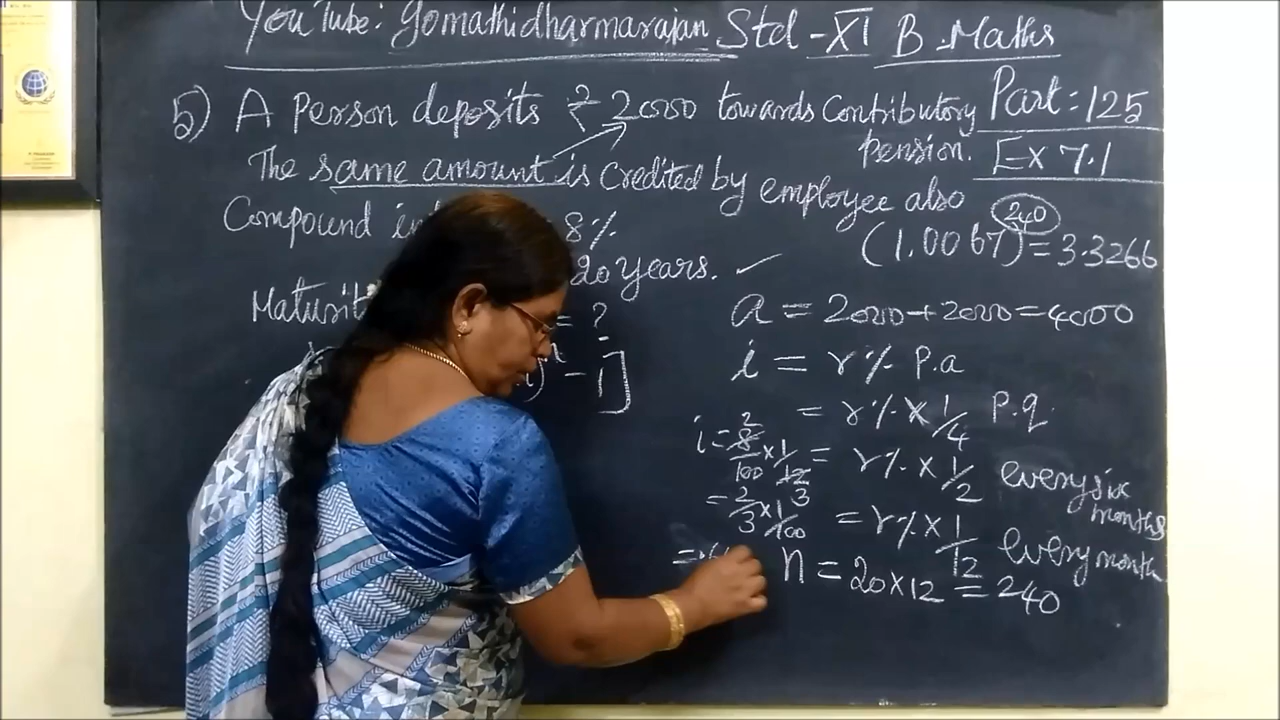 YouTube: gomathidharmarajan Std -XI B.Maths
Part: 125
Ex 7.1
5) A Person deposits ₹ 2000 towards Contributory pension.
The same amount is credited by employee also
Compound 8%
20 years. ✓
= ?
- 1]
(1.0067)^240 = 3.3266
a = 2000 + 2000 = 4000
i = r% P.a
= r% × 1/4 P.q.
= r% × 1/2 every six months
= r% × 1/12 every month
i = 8/100 × 1/12 2 3
= 2/3 × 1/100
n = 20 × 12 = 240